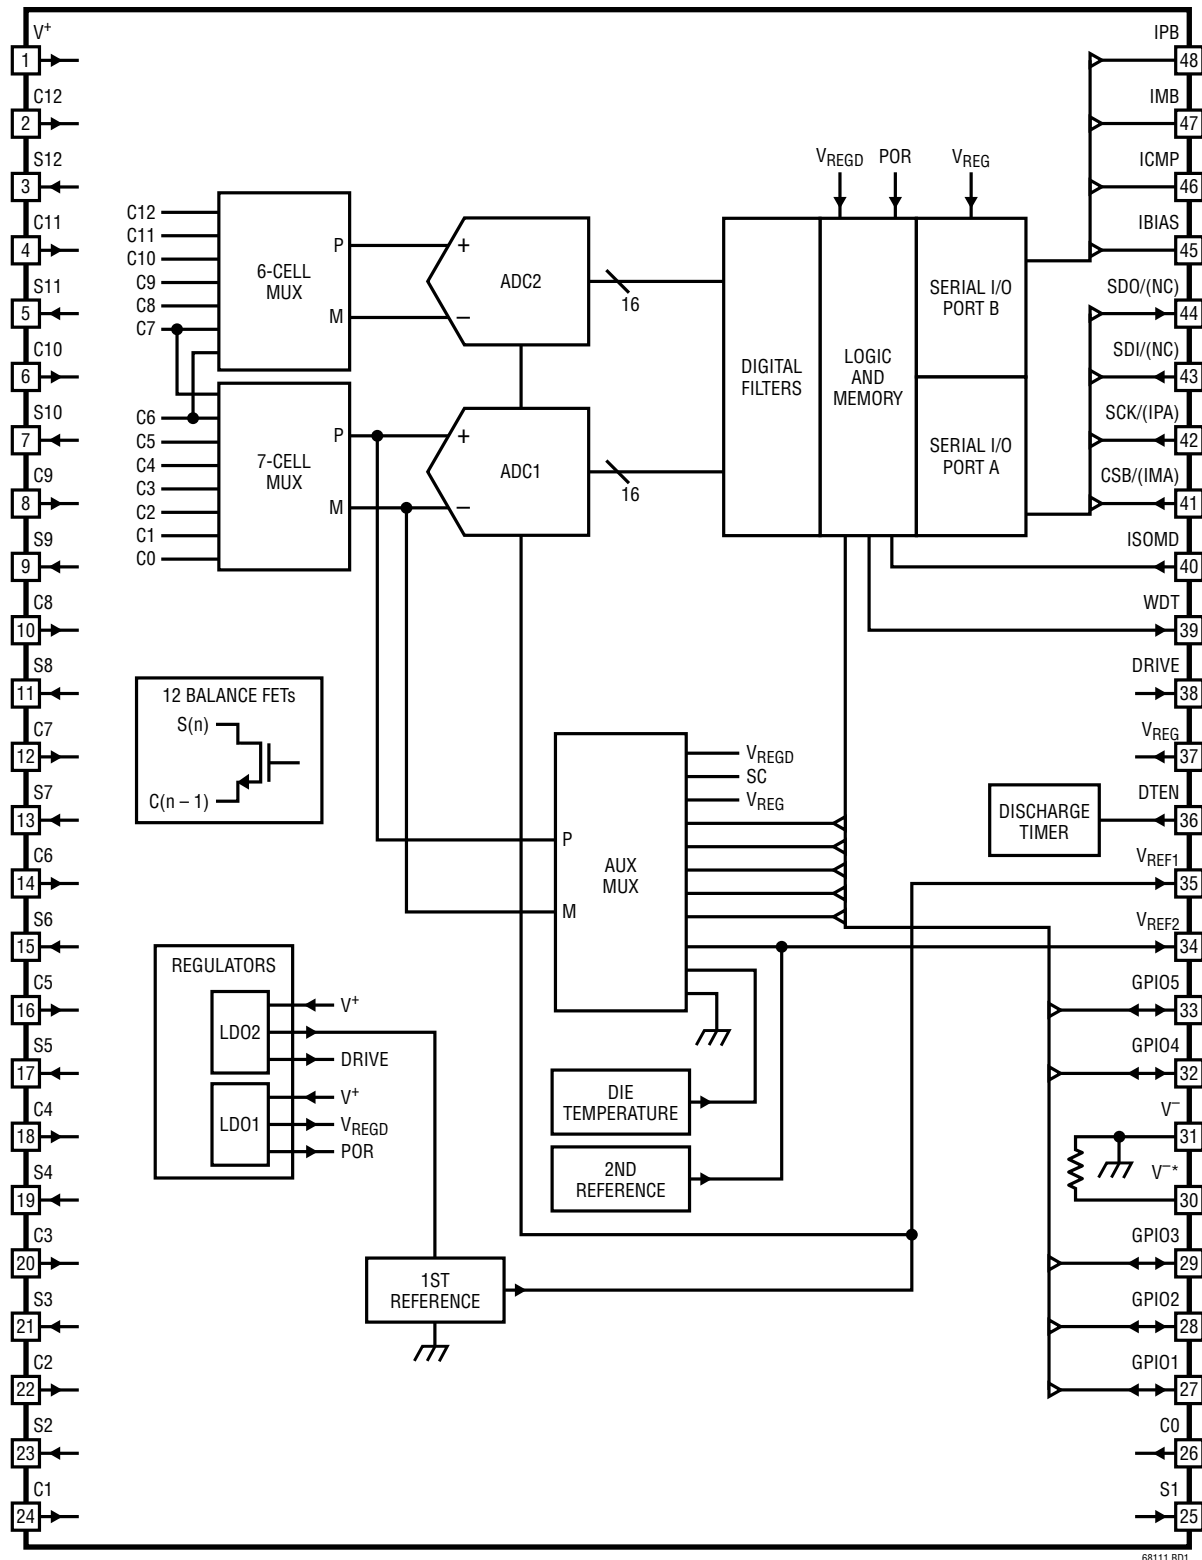 V+
1
C12
2
S12
3
C11
4
S11
5
C10
6
S10
7
C9
8
S9
9
C8
10
S8
11
C7
12
S7
13
C6
14
S6
15
C5
16
S5
17
C4
18
S4
19
C3
20
S3
21
C2
22
S2
23
C1
24
C12
C11
C10
C9
C8
C7
6-CELL
MUX
P
M
C6
C5
C4
C3
C2
C1
C0
7-CELL
MUX
P
M
+
ADC2
–
16
+
ADC1
–
16
DIGITAL
FILTERS
VREGD
POR
VREG
LOGIC
AND
MEMORY
SERIAL I/O
PORT B
SERIAL I/O
PORT A
12 BALANCE FETs
S(n)
C(n – 1)
P
M
AUX
MUX
VREGD
SC
VREG
DISCHARGE
TIMER
REGULATORS
LDO2
V+
DRIVE
LDO1
V+
VREGD
POR
DIE
TEMPERATURE
2ND
REFERENCE
1ST
REFERENCE
IPB
48
IMB
47
ICMP
46
IBIAS
45
SDO/(NC)
44
SDI/(NC)
43
SCK/(IPA)
42
CSB/(IMA)
41
ISOMD
40
WDT
39
DRIVE
38
VREG
37
DTEN
36
VREF1
35
VREF2
34
GPIO5
33
GPIO4
32
V–
31
V–*
30
GPIO3
29
GPIO2
28
GPIO1
27
C0
26
S1
25
68111 BD1